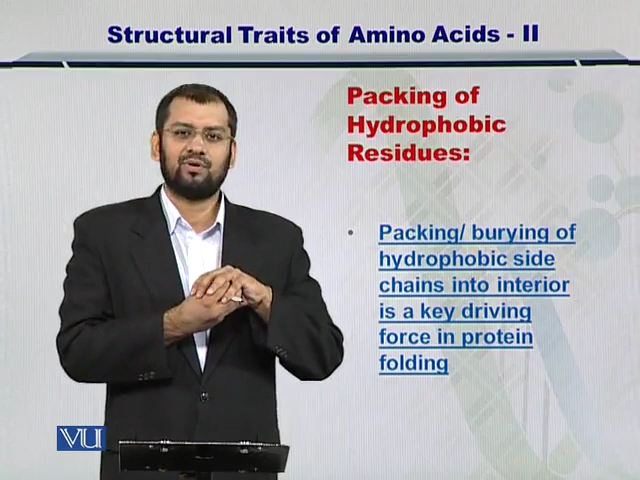 Structural Traits of Amino Acids - II
Packing of
Hydrophobic
Residues:
• Packing/ burying of
hydrophobic side
chains into interior
is a key driving
force in protein
folding
VU